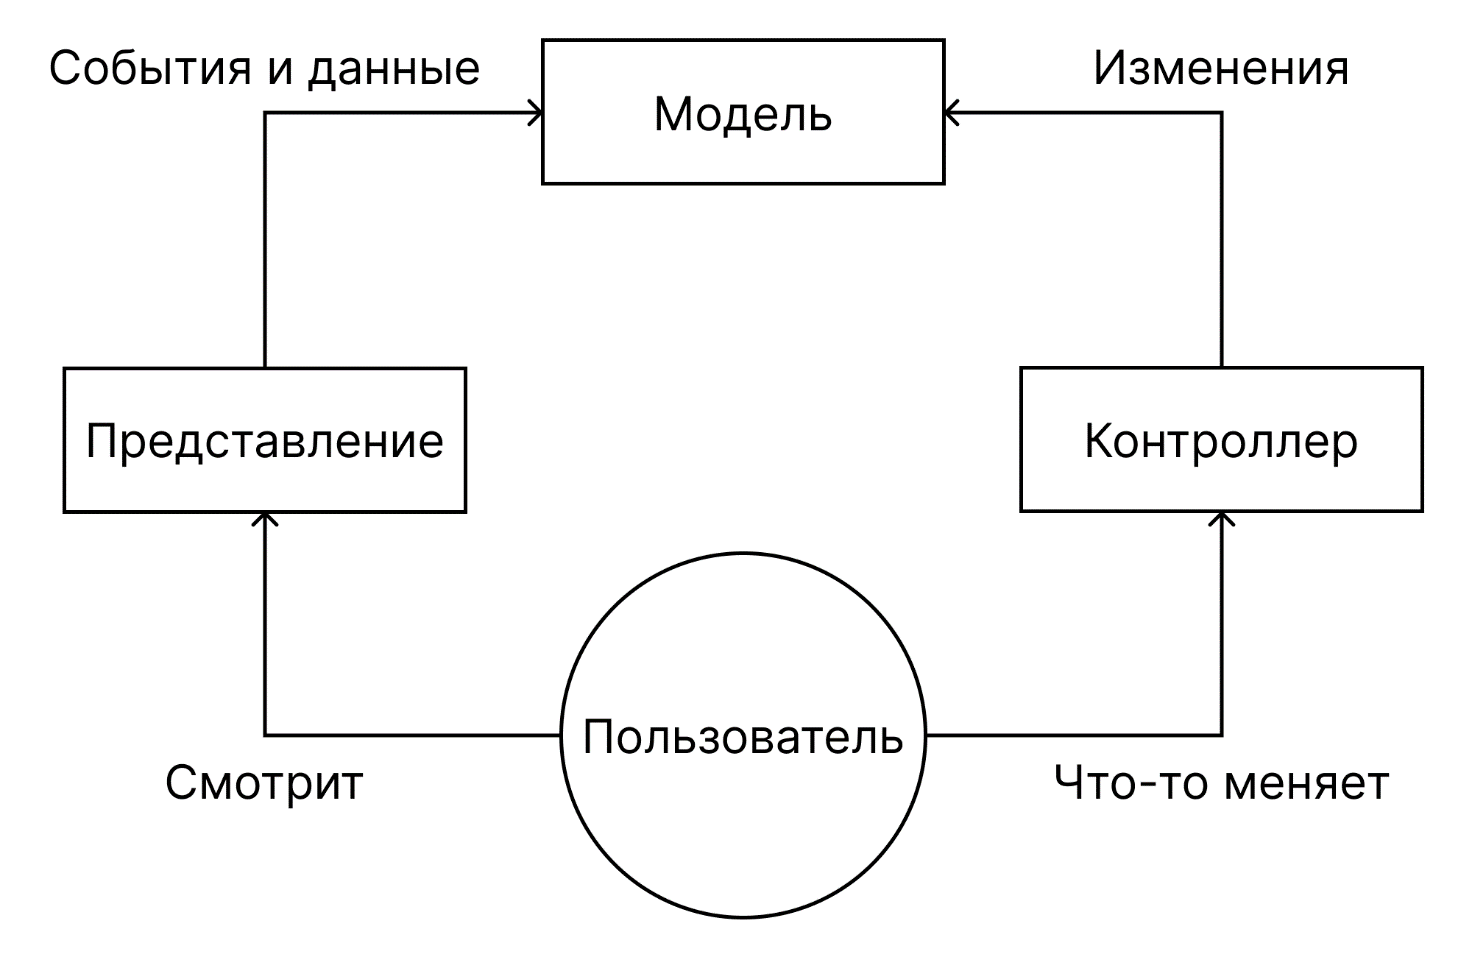 События и данные
Модель
Изменения
Представление
Контроллер
Пользователь
Смотрит
Что-то меняет